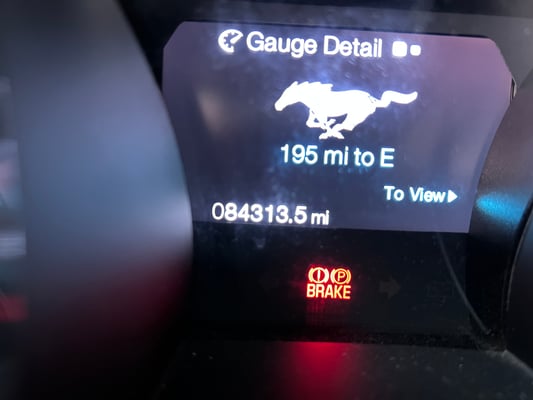 Gauge Detail
195 mi to E
To View
084313.5 mi
P
BRAKE